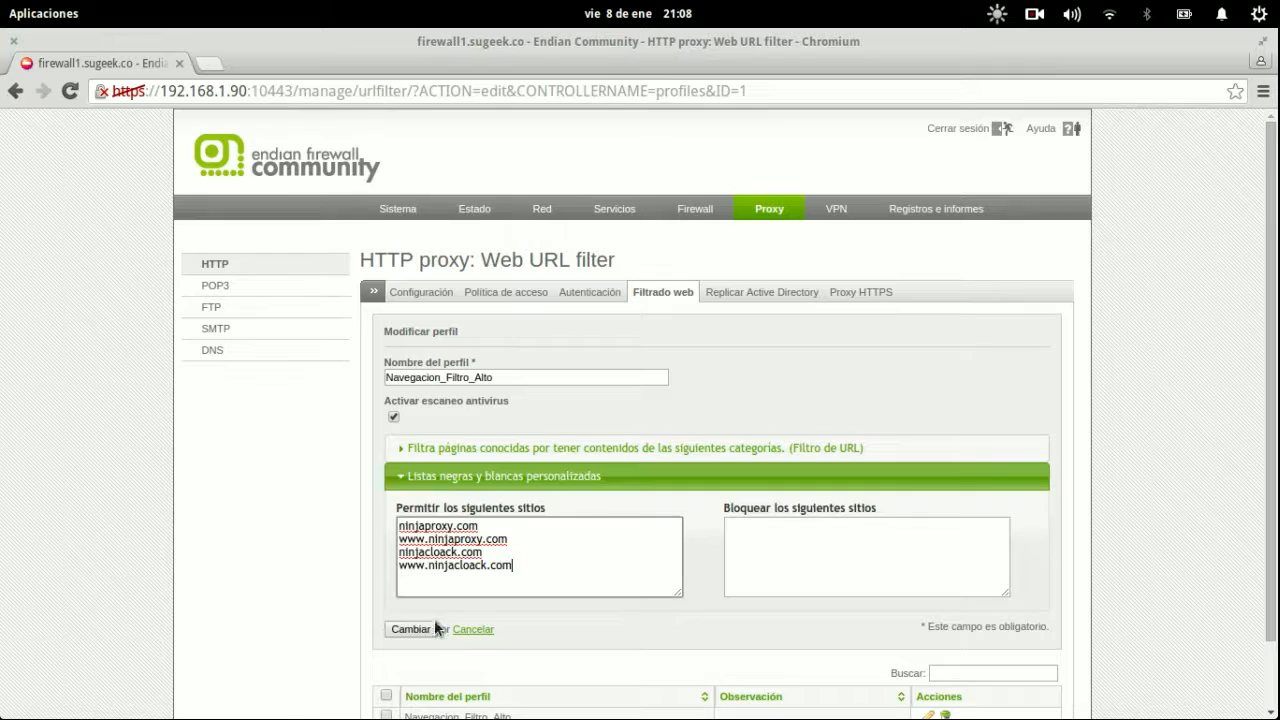 Aplicaciones
vie 8 de ene 21:08
firewall1.sugeek.co - Endian Community - HTTP proxy: Web URL filter - Chromium
firewall1.sugeek.co - Endia
https://192.168.1.90:10443/manage/urlfilter/?ACTION=edit&CONTROLLERNAME=profiles&ID=1
Cerrar sesión
Ayuda
endian firewall
community
Sistema
Estado
Red
Servicios
Firewall
Proxy
VPN
Registros e informes
HTTP
POP3
FTP
SMTP
DNS
HTTP proxy: Web URL filter
»
Configuración
Política de acceso
Autenticación
Filtrado web
Replicar Active Directory
Proxy HTTPS
Modificar perfil
Nombre del perfil *
Navegacion_Filtro_Alto
Activar escaneo antivirus
Filtra páginas conocidas por tener contenidos de las siguientes categorías. (Filtro de URL)
Listas negras y blancas personalizadas
Permitir los siguientes sitios
ninjaproxy.com
www.ninjaproxy.com
ninjacloack.com
www.ninjacloack.com
Bloquear los siguientes sitios
Cambiar
Cancelar
* Este campo es obligatorio.
Buscar:
Nombre del perfil
Observación
Acciones
Navegacion_Filtro_Alto